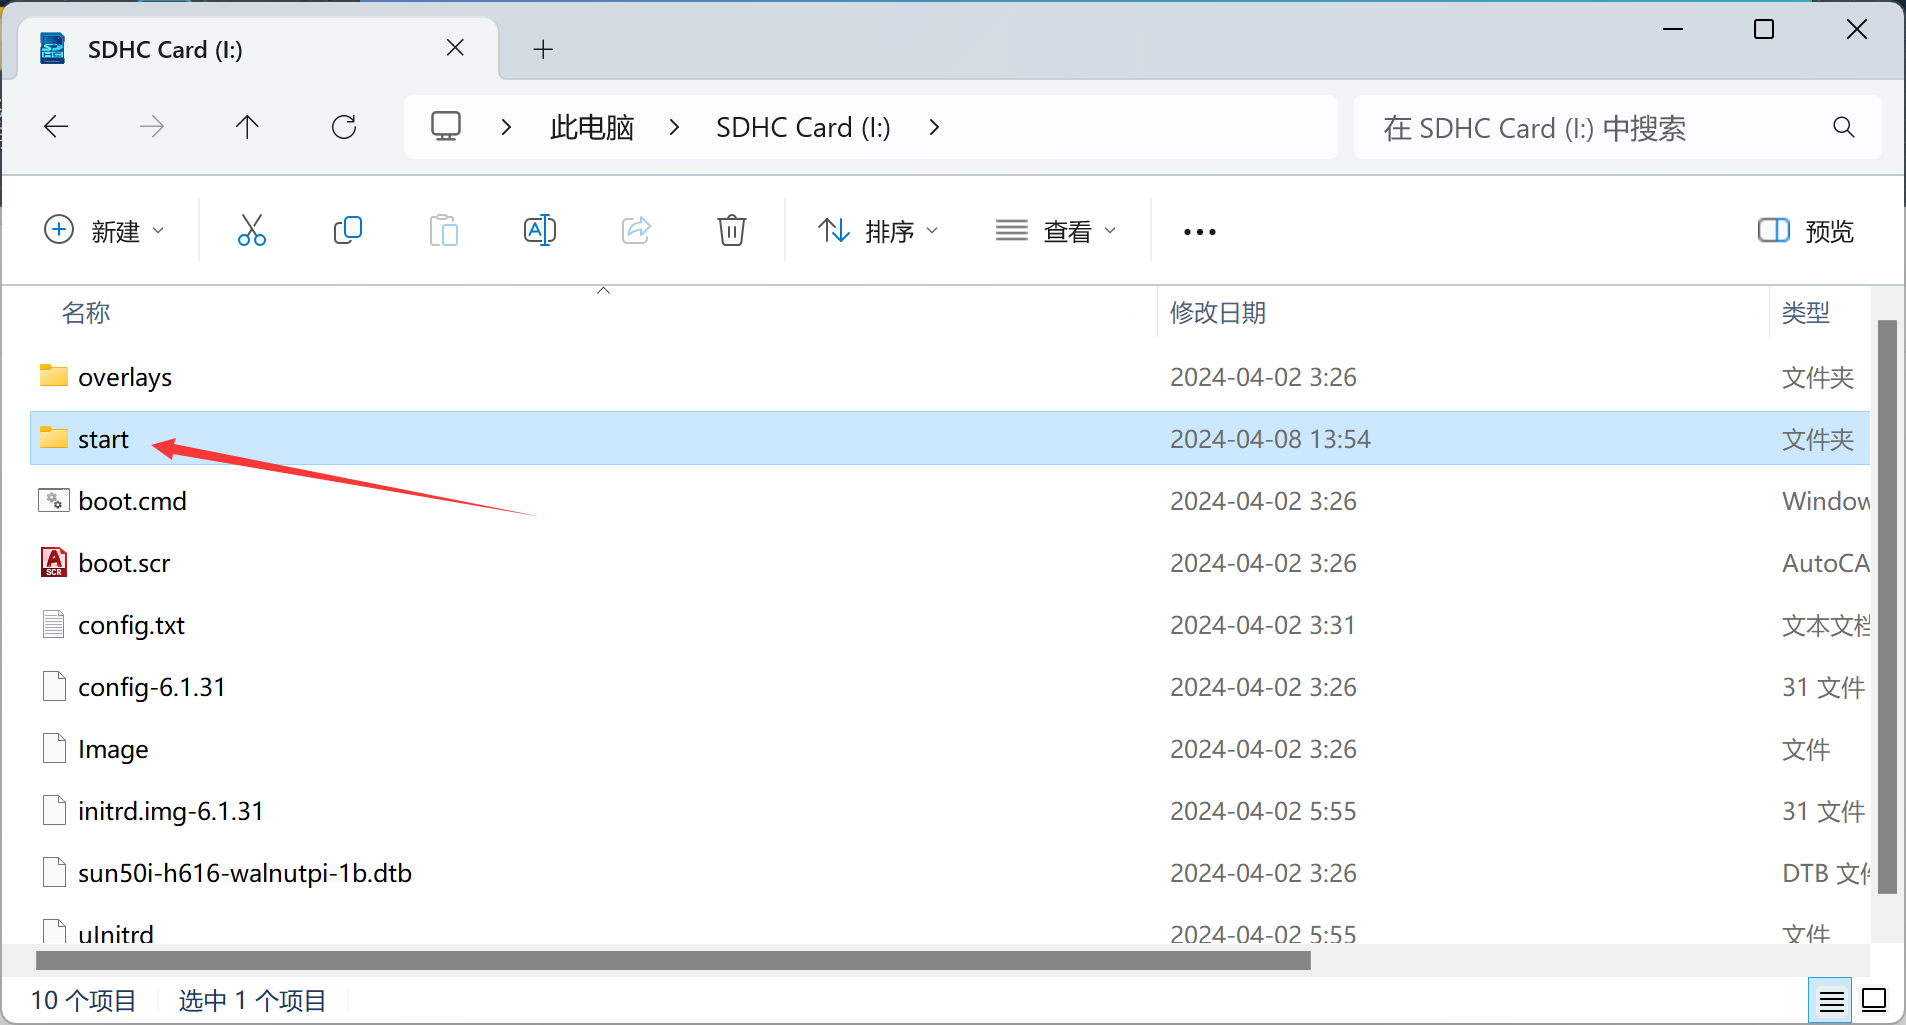 SDHC Card (I:)
此电脑 SDHC Card (I:) 在 SDHC Card (I:) 中搜索
新建 排序 查看 预览
名称 修改日期 类型
overlays 2024-04-02 3:26 文件夹
start 2024-04-08 13:54 文件夹
boot.cmd 2024-04-02 3:26 Window
boot.scr 2024-04-02 3:26 AutoCA
config.txt 2024-04-02 3:31 文本文档
config-6.1.31 2024-04-02 3:26 31 文件
Image 2024-04-02 3:26 文件
initrd.img-6.1.31 2024-04-02 5:55 31 文件
sun50i-h616-walnutpi-1b.dtb 2024-04-02 3:26 DTB 文件
uInitrd 2024-04-02 5:55 文件
10 个项目 选中 1 个项目